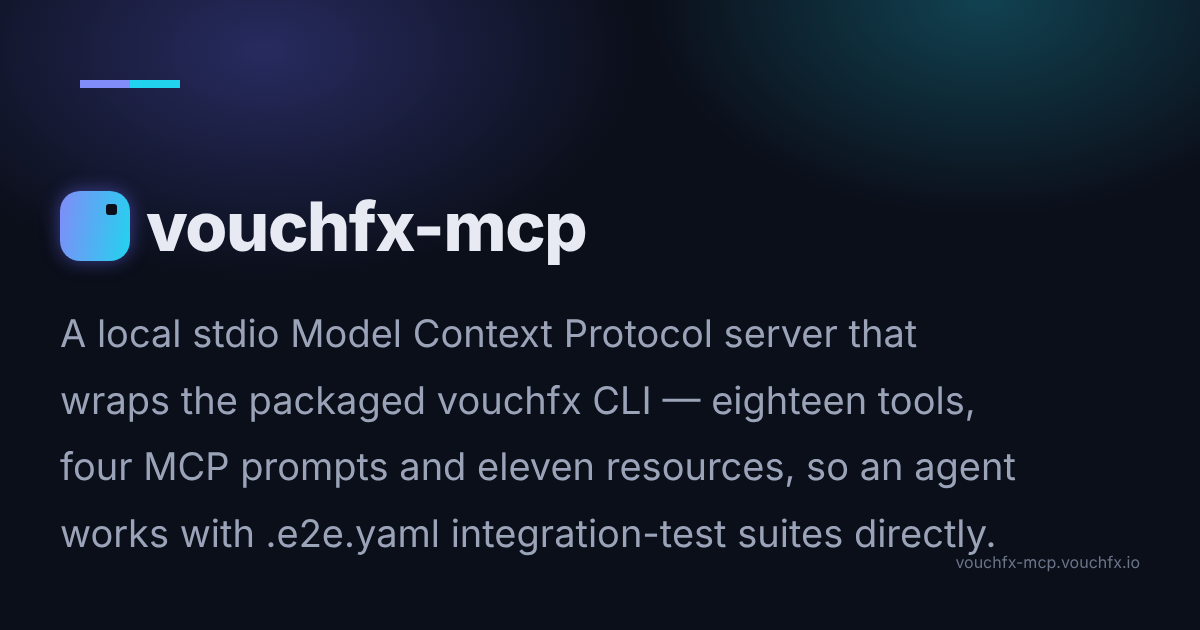 vouchfx-mcp
A local stdio Model Context Protocol server that
wraps the packaged vouchfx CLI — eighteen tools,
four MCP prompts and eleven resources, so an agent
works with .e2e.yaml integration-test suites directly.
vouchfx-mcp.vouchfx.io